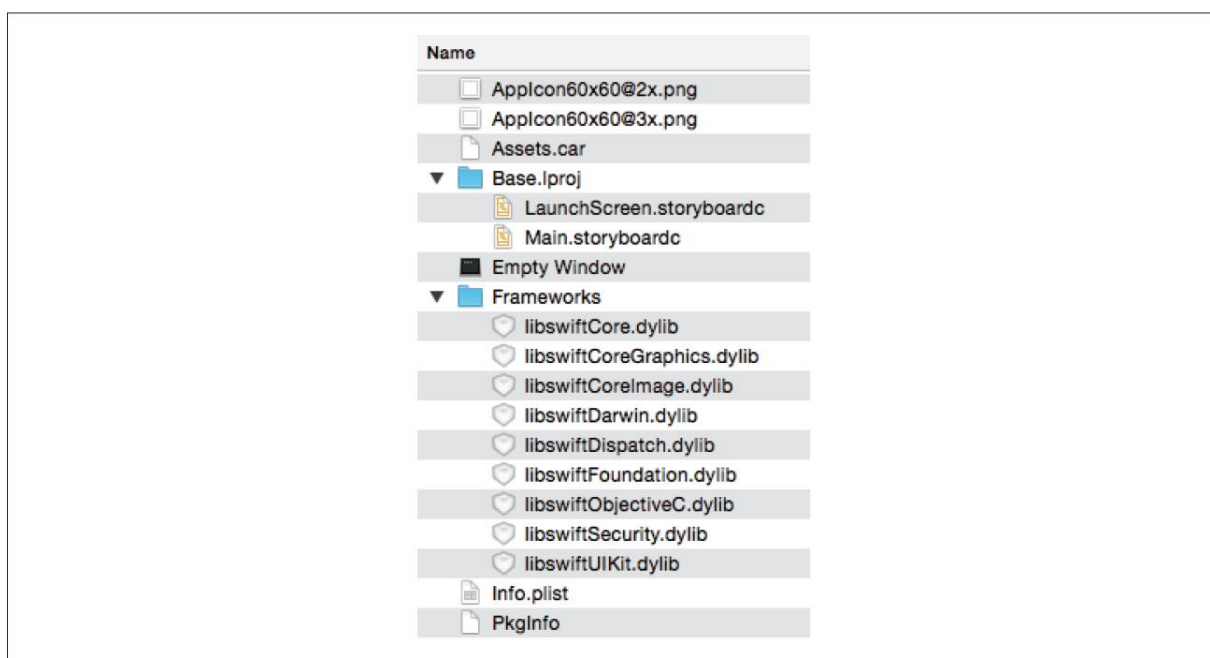 Name
AppIcon60x60@2x.png
AppIcon60x60@3x.png
Assets.car
Base.lproj
LaunchScreen.storyboardc
Main.storyboardc
Empty Window
Frameworks
libswiftCore.dylib
libswiftCoreGraphics.dylib
libswiftCoreImage.dylib
libswiftDarwin.dylib
libswiftDispatch.dylib
libswiftFoundation.dylib
libswiftObjectiveC.dylib
libswiftSecurity.dylib
libswiftUIKit.dylib
Info.plist
PkgInfo